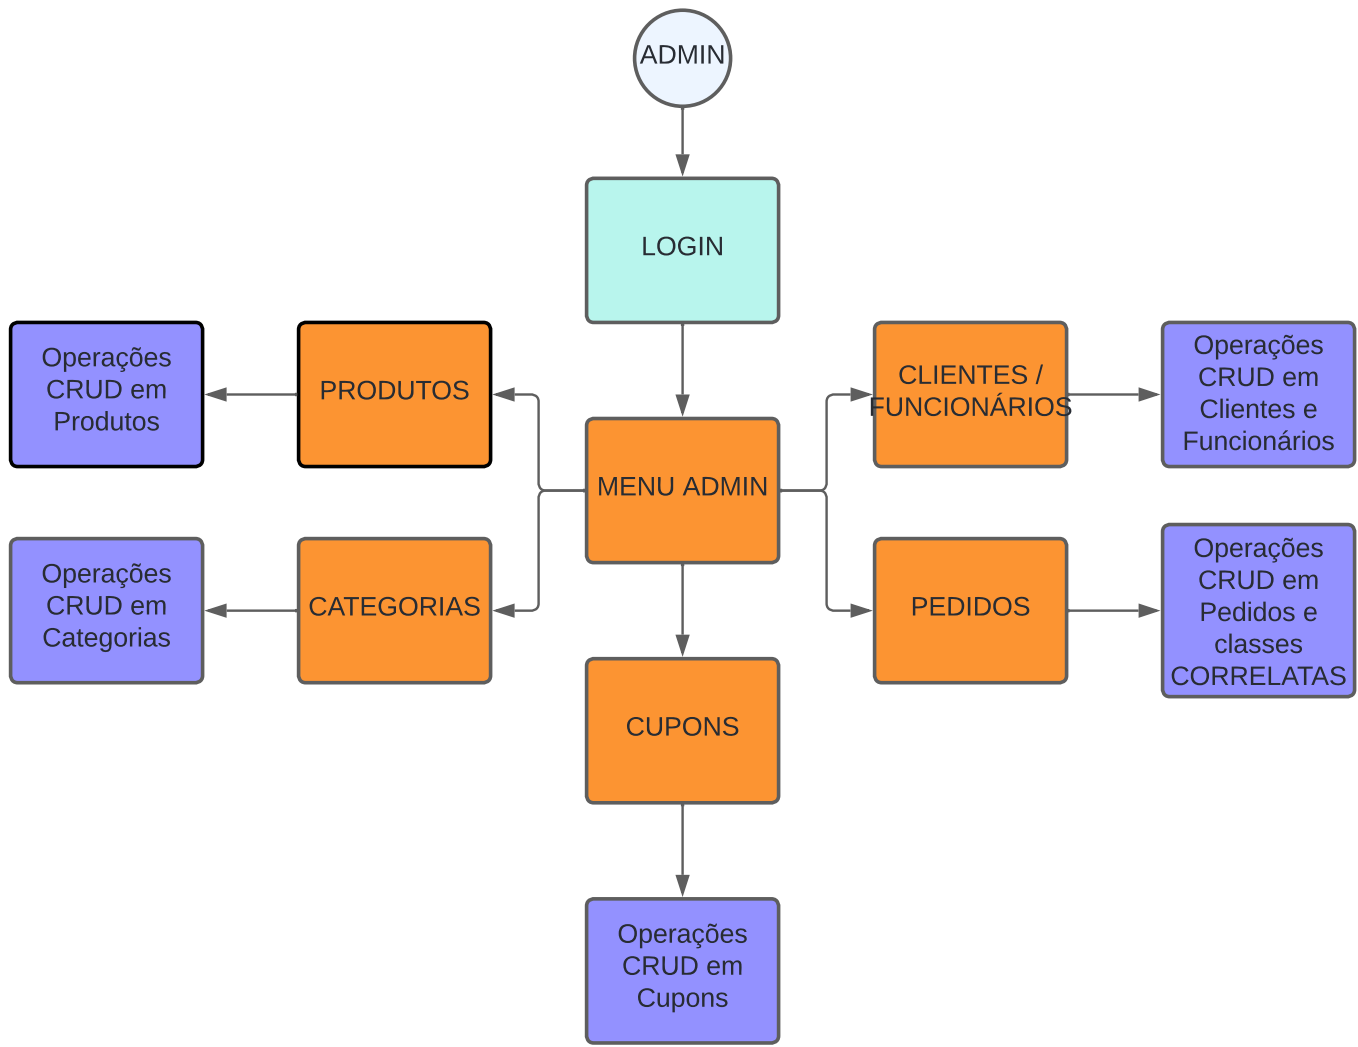 ADMIN
LOGIN
Operações
CRUD em
Produtos
PRODUTOS
CLIENTES /
FUNCIONÁRIOS
Operações
CRUD em
Clientes e
Funcionários
MENU ADMIN
Operações
CRUD em
Categorias
CATEGORIAS
PEDIDOS
Operações
CRUD em
Pedidos e
classes
CORRELATAS
CUPONS
Operações
CRUD em
Cupons